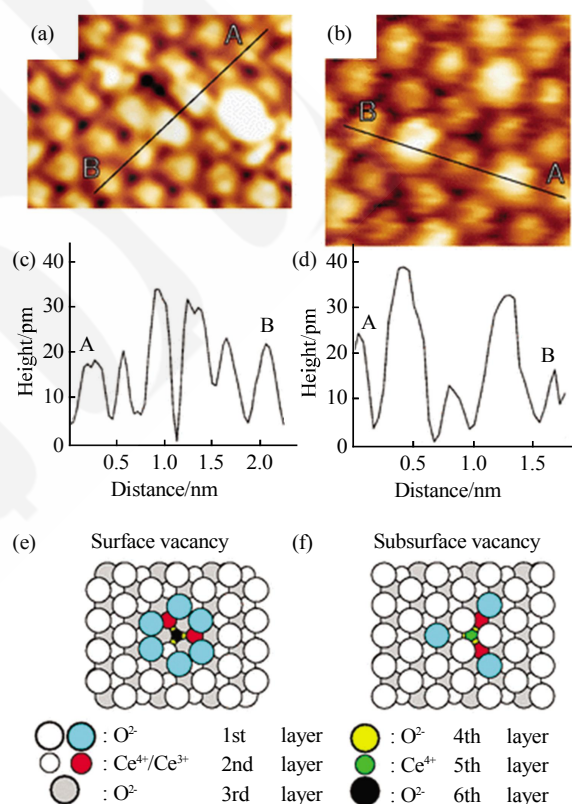 (a) (b)
A
B
B
A
(c) (d)
40
30
20
10
0
Height/pm
A
B
0.5 1.0 1.5 2.0
Distance/nm
40
30
20
10
0
Height/pm
A
B
0.5 1.0 1.5
Distance/nm
(e) Surface vacancy
(f) Subsurface vacancy
: O²⁻ 1st layer
: Ce⁴⁺/Ce³⁺ 2nd layer
: O²⁻ 3rd layer
: O²⁻ 4th layer
: Ce⁴⁺ 5th layer
: O²⁻ 6th layer